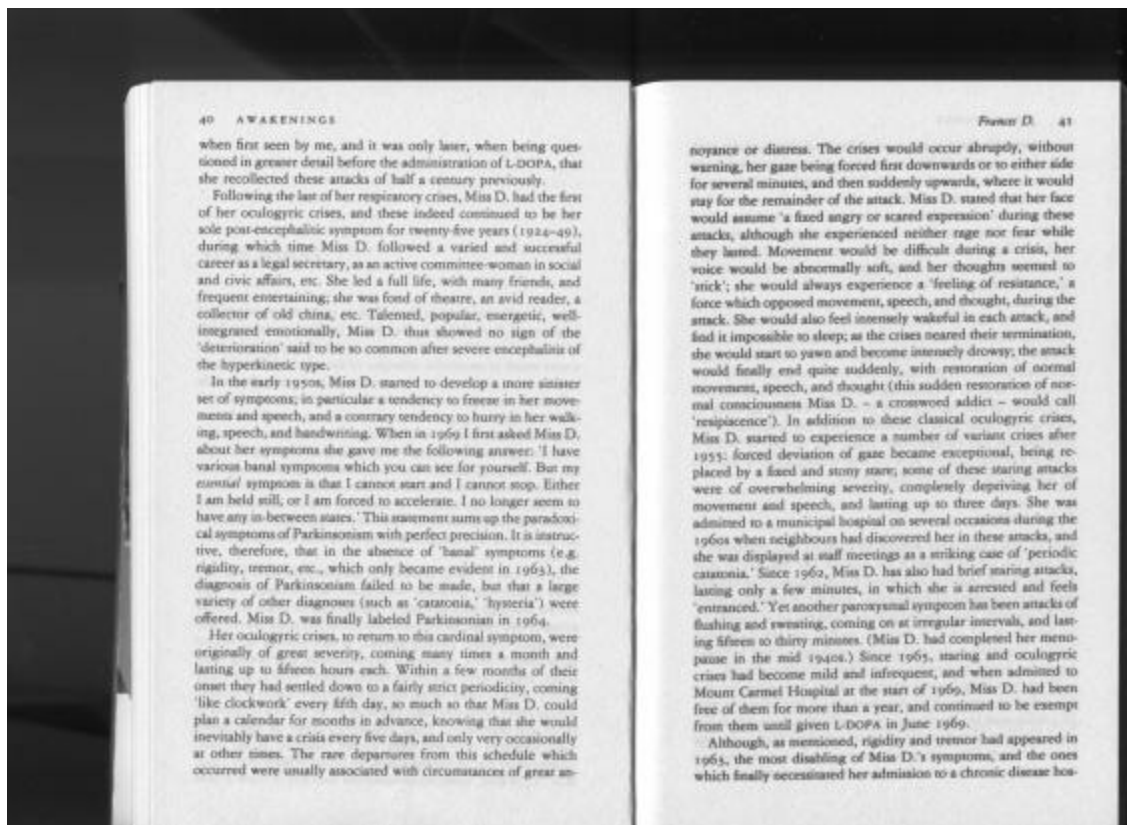 40 AWAKENINGS
when first seen by me, and it was only later, when being ques-
tioned in greater detail before the administration of L-DOPA, that
she recollected these attacks of half a century previously.
Following the last of her respiratory crises, Miss D. had the first
of her oculogyric crises, and these indeed continued to be her
sole post-encephalitic symptom for twenty-five years (1924–49),
during which time Miss D. followed a varied and successful
career as a legal secretary, as an active committee-woman in social
and civic affairs, etc. She led a full life, with many friends, and
frequent entertaining; she was fond of theatre, an avid reader, a
collector of old china, etc. Talented, popular, energetic, well-
integrated emotionally, Miss D. thus showed no sign of the
'deterioration' said to be so common after severe encephalitis of
the hyperkinetic type.
In the early 1950s, Miss D. started to develop a more sinister
set of symptoms; in particular a tendency to freeze in her move-
ments and speech, and a contrary tendency to hurry in her walk-
ing, speech, and handwriting. When in 1969 I first asked Miss D.
about her symptoms she gave me the following answer: 'I have
various banal symptoms which you can see for yourself. But my
essential symptom is that I cannot start and I cannot stop. Either
I am held still, or I am forced to accelerate. I no longer seem to
have any in-between states.' This statement sums up the paradoxi-
cal symptoms of Parkinsonism with perfect precision. It is instruc-
tive, therefore, that in the absence of 'banal' symptoms (e.g.
rigidity, tremor, etc., which only became evident in 1963), the
diagnosis of Parkinsonism failed to be made, but that a large
variety of other diagnoses (such as 'catatonia,' 'hysteria') were
offered. Miss D. was finally labeled Parkinsonian in 1964.
Her oculogyric crises, to return to this cardinal symptom, were
originally of great severity, coming many times a month and
lasting up to fifteen hours each. Within a few months of their
onset they had settled down to a fairly strict periodicity, coming
'like clockwork' every fifth day, so much so that Miss D. could
plan a calendar for months in advance, knowing that she would
inevitably have a crisis every five days, and only very occasionally
at other times. The rare departures from this schedule which
occurred were usually associated with circumstances of great an-
Frances D. 41
noyance or distress. The crises would occur abruptly, without
warning, her gaze being forced first downwards or to either side
for several minutes, and then suddenly upwards, where it would
stay for the remainder of the attack. Miss D. stated that her face
would assume 'a fixed angry or scared expression' during these
attacks, although she experienced neither rage nor fear while
they lasted. Movement would be difficult during a crisis, her
voice would be abnormally soft, and her thoughts seemed to
'stick'; she would always experience a 'feeling of resistance,' a
force which opposed movement, speech, and thought, during the
attack. She would also feel intensely wakeful in each attack, and
find it impossible to sleep; as the crises neared their termination,
she would start to yawn and become intensely drowsy; the attack
would finally end quite suddenly, with restoration of normal
movement, speech, and thought (this sudden restoration of nor-
mal consciousness Miss D. – a crossword addict – would call
'resipiscence'). In addition to these classical oculogyric crises,
Miss D. started to experience a number of variant crises after
1955: forced deviation of gaze became exceptional, being re-
placed by a fixed and stony stare; some of these staring attacks
were of overwhelming severity, completely depriving her of
movement and speech, and lasting up to three days. She was
admitted to a municipal hospital on several occasions during the
1960s when neighbours had discovered her in these attacks, and
she was displayed at staff meetings as a striking case of 'periodic
catatonia.' Since 1962, Miss D. has also had brief staring attacks,
lasting only a few minutes, in which she is arrested and feels
'entranced.' Yet another paroxysmal symptom has been attacks of
flushing and sweating, coming on at irregular intervals, and last-
ing fifteen to thirty minutes. (Miss D. had completed her meno-
pause in the mid 1940s.) Since 1965, staring and oculogyric
crises had become mild and infrequent, and when admitted to
Mount Carmel Hospital at the start of 1969, Miss D. had been
free of them for more than a year, and continued to be exempt
from them until given L-DOPA in June 1969.
Although, as mentioned, rigidity and tremor had appeared in
1963, the most disabling of Miss D.'s symptoms, and the ones
which finally necessitated her admission to a chronic disease hos-